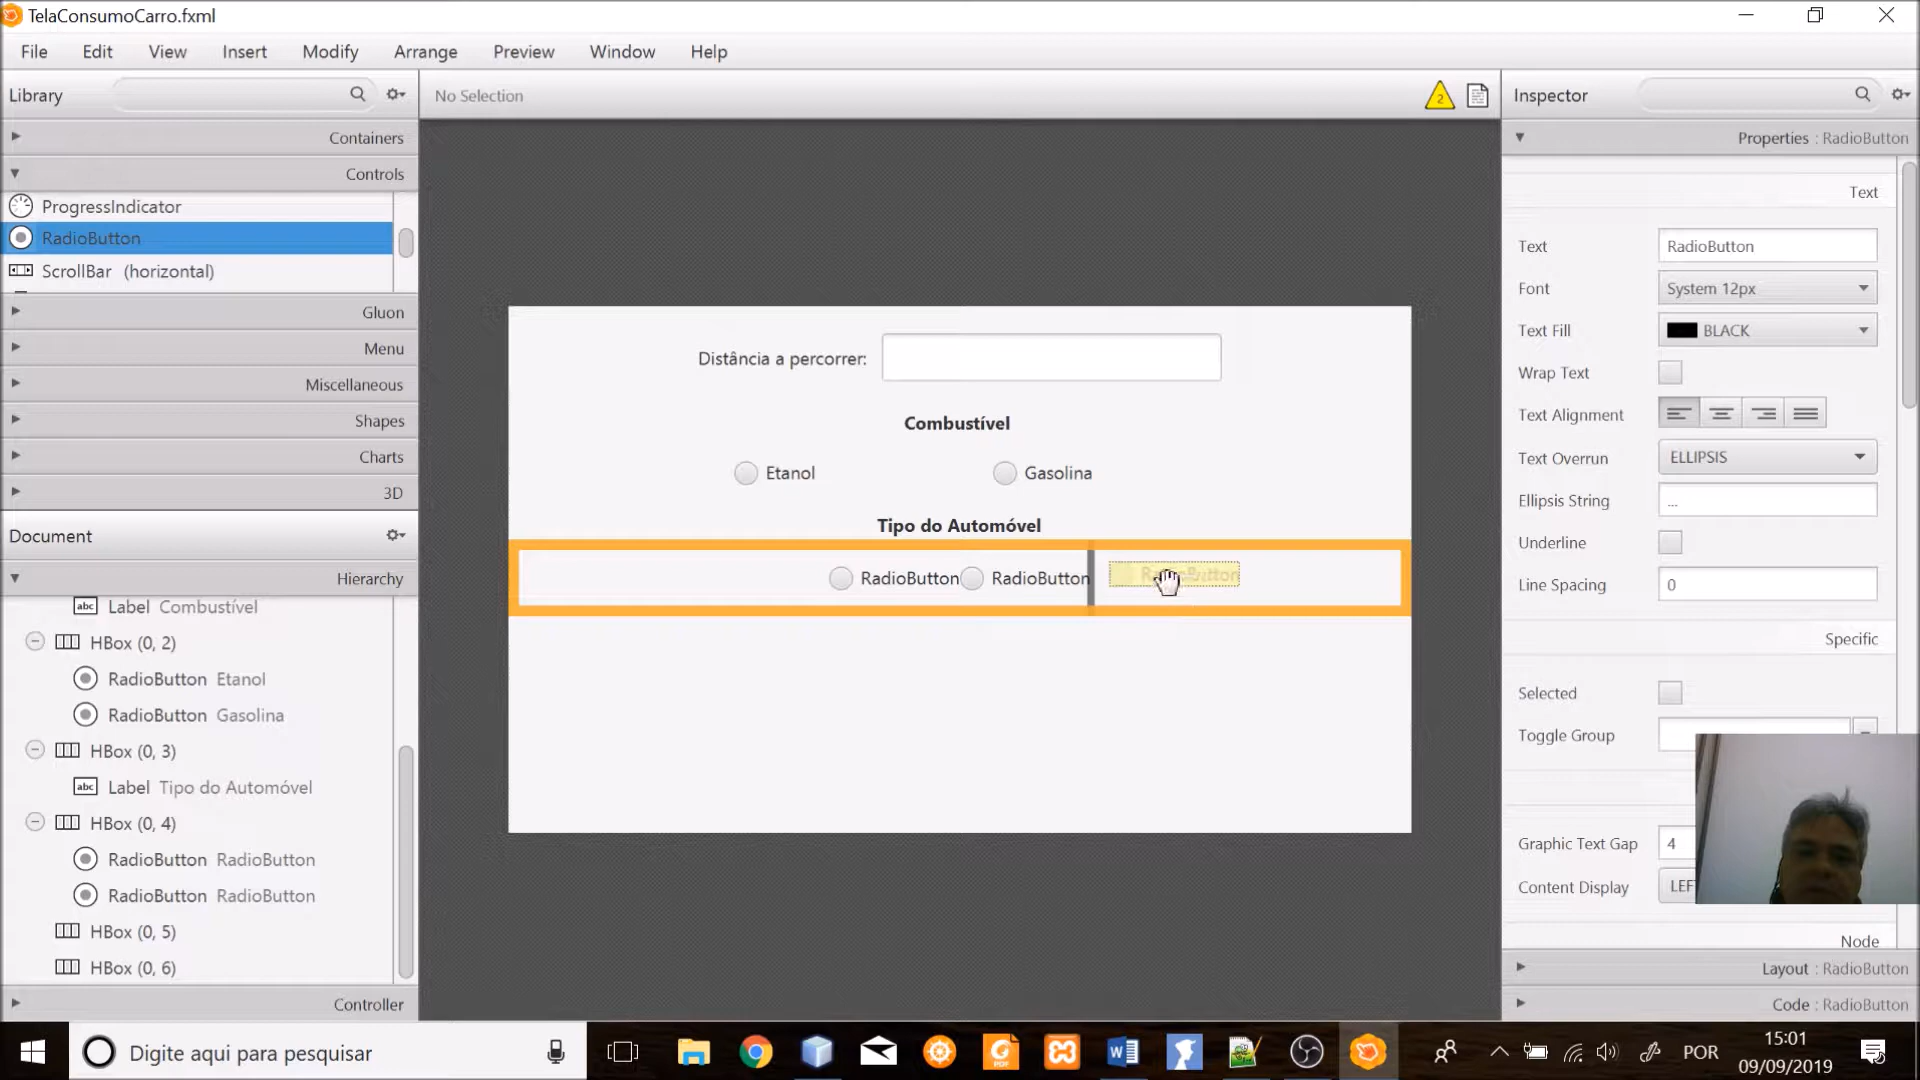 TelaConsumoCarro.fxml
File Edit View Insert Modify Arrange Preview Window Help
Library
No Selection
2
Inspector
Containers
Properties : RadioButton
Controls
Text
ProgressIndicator
RadioButton
ScrollBar (horizontal)
Text RadioButton
Font System 12px
Text Fill BLACK
Wrap Text
Text Alignment
Text Overrun ELLIPSIS
Ellipsis String ...
Underline
Line Spacing 0
Specific
Selected
Toggle Group
Graphic Text Gap 4
Content Display
Node
Layout : RadioButton
Code : RadioButton
Gluon
Menu
Miscellaneous
Shapes
Charts
3D
Distância a percorrer:
Combustível
Etanol Gasolina
Tipo do Automóvel
RadioButton RadioButton RadioButton
Document
Hierarchy
abc Label Combustível
HBox (0, 2)
RadioButton Etanol
RadioButton Gasolina
HBox (0, 3)
abc Label Tipo do Automóvel
HBox (0, 4)
RadioButton RadioButton
RadioButton RadioButton
HBox (0, 5)
HBox (0, 6)
Controller
Digite aqui para pesquisar
POR
15:01
09/09/2019